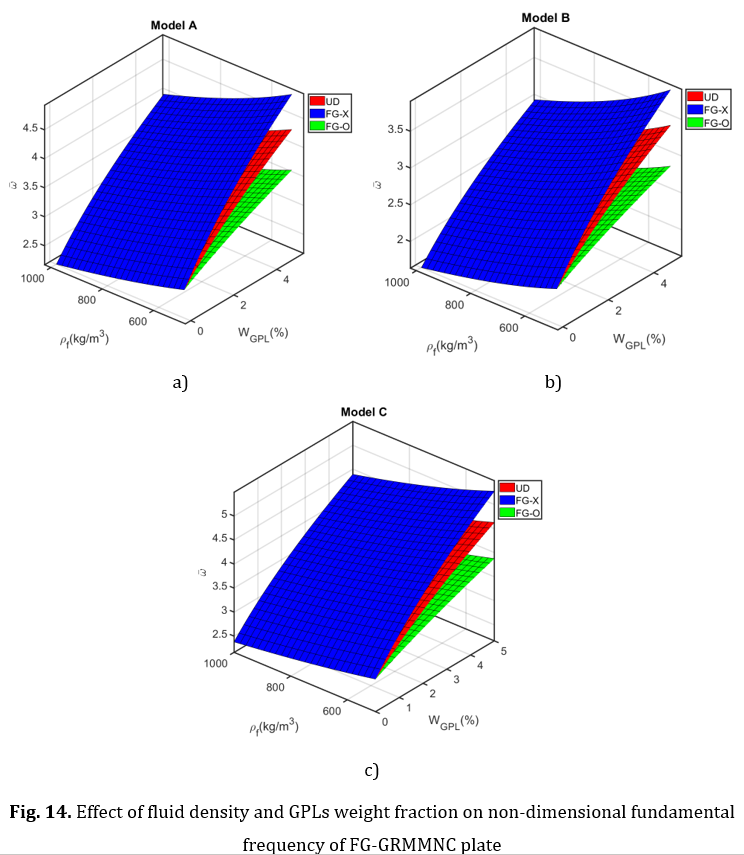 Model A
UD
FG-X
FG-O
4.5
4
3.5
3
2.5
ω̄
1000
800
600
0
2
4
ρf(kg/m³)
WGPL(%)
a)
Model B
UD
FG-X
FG-O
3.5
3
2.5
2
ω̄
1000
800
600
0
2
4
ρf(kg/m³)
WGPL(%)
b)
Model C
UD
FG-X
FG-O
5
4.5
4
3.5
3
2.5
ω̄
1000
800
600
0
1
2
3
4
5
ρf(kg/m³)
WGPL(%)
c)
Fig. 14. Effect of fluid density and GPLs weight fraction on non-dimensional fundamental
frequency of FG-GRMMNC plate